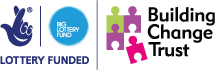 BIG
LOTTERY
FUND
LOTTERY FUNDED
Building
Change
Trust